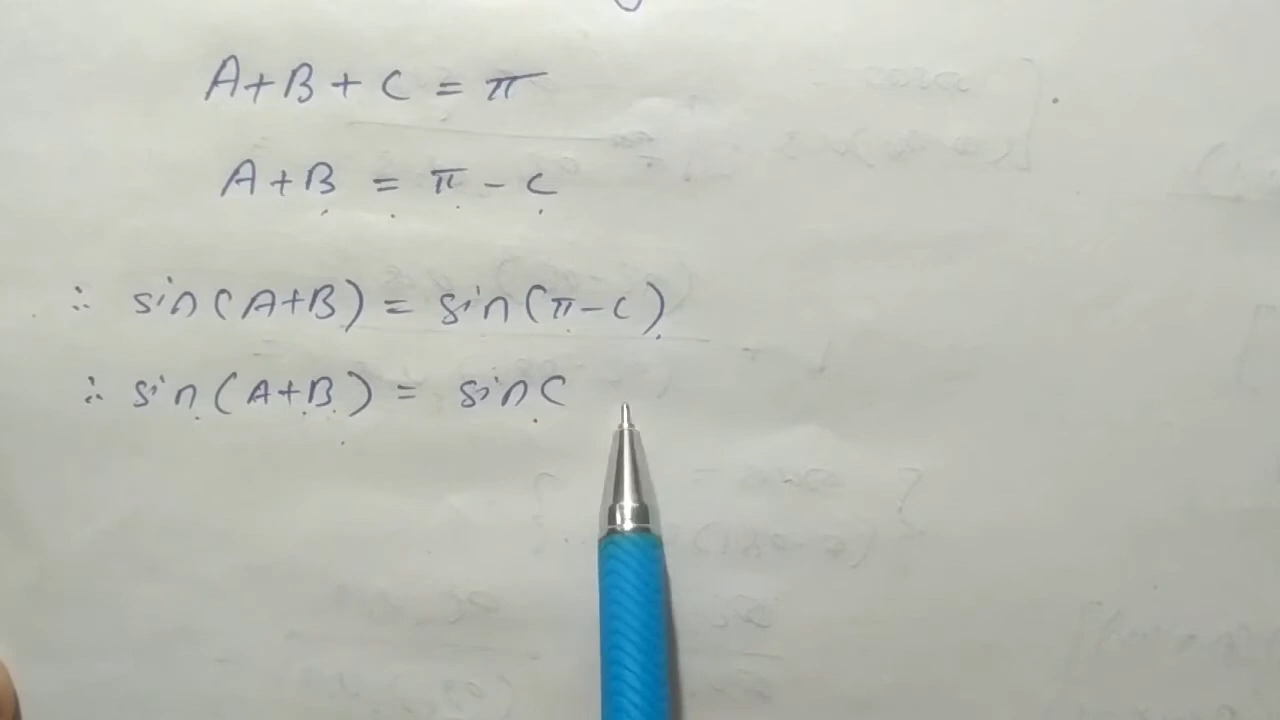 A+B+C = π
A+B = π-C
∴ sin(A+B) = sin(π-C)
∴ sin(A+B) = sinC